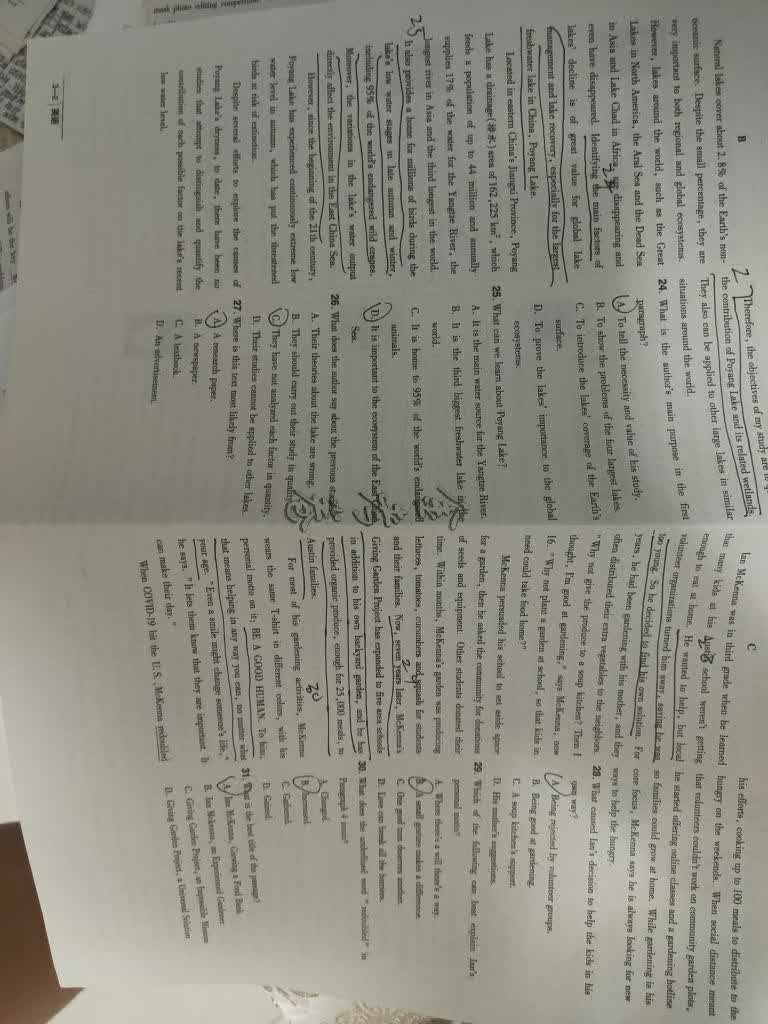 mask photo editing competition
B
Natural lakes cover about 2.8% of the Earth's non-
oceanic surface. Despite the small percentage, they are
very important to both regional and global ecosystems.
However, lakes around the world, such as the Great
Lakes in North America, the Aral Sea and the Dead Sea
in Asia and Lake Chad in Africa, are disappearing and
even have disappeared. Identifying the main factors of
lakes' decline is of great value for global lake
management and lake recovery, especially for the largest
freshwater lake in China, Poyang Lake.
Located in eastern China's Jiangxi Province, Poyang
Lake has a drainage(排水) area of 162,225 km², which
feeds a population of up to 44 million and annually
supplies 17% of the water for the Yangtze River, the
longest river in Asia and the third longest in the world.
It also provides a home for millions of birds during the
lake's low water stages in late autumn and winter,
including 95% of the world's endangered wild cranes.
Moreover, the variations in the lake's water output
directly affect the environment in the East China Sea.
However, since the beginning of the 21th century,
Poyang Lake has experienced continuously extreme low
water level in autumn, which has put the threatened
birds at risk of extinction.
Despite several efforts to explore the causes of
Poyang Lake's dryness, to date, there have been no
studies that attempt to distinguish and quantify the
contribution of each possible factor on the lake's recent
low water level.
3-2 英语
Therefore, the objectives of my study are to
the contribution of Poyang Lake and its related wetlands.
They also can be applied to other large lakes in similar
situations around the world.
24. What is the author's main purpose in the first
paragraph?
A. To tell the necessity and value of his study.
B. To show the problems of the four largest lakes.
C. To introduce the lakes' coverage of the Earth's
surface.
D. To prove the lakes' importance to the global
ecosystems.
25. What can we learn about Poyang Lake?
A. It is the main water source for the Yangtze River.
B. It is the third biggest freshwater lake in the
world.
C. It is home to 95% of the world's endangered
animals.
D. It is important to the ecosystem of the East China
Sea.
26. What does the author say about the previous studies?
A. Their theories about the lake are wrong.
B. They should carry out their study in quality.
C. They have not analyzed each factor in quantity.
D. Their studies cannot be applied to other lakes.
27. Where is this text most likely from?
A. A research paper.
B. A newspaper.
C. A textbook.
D. An advertisement.
C
Ian McKenna was in third grade when he learned
that many kids at his Austin school weren't getting
enough to eat at home. He wanted to help, but local
volunteer organizations turned him away, saying he was
too young. So he decided to find his own solution. For
years, he had been gardening with his mother, and they
often distributed their extra vegetables to the neighbors.
"Why not give the produce to a soup kitchen? Then I
thought, I'm good at gardening," says McKenna, now
16. "Why not plant a garden at school, so that kids in
need could take food home?"
McKenna persuaded his school to set aside space
for a garden, then he asked the community for donations
of seeds and equipment. Other students donated their
time. Within months, McKenna's garden was producing
lettuces, tomatoes, cucumbers and squash for students
and their families. Now, seven years later, McKenna's
Giving Garden Project has expanded to five area schools
in addition to his own backyard garden, and he has
provided organic produce, enough for 25,000 meals, to
Austin families.
For most of his gardening activities, McKenna
wears the same T-shirt in different colors, with his
personal motto on it: BE A GOOD HUMAN. To him,
that means helping in any way you can, no matter what
your age. "Even a smile might change someone's life,"
he says. "It lets them know that they are important. It
can make their day."
When COVID-19 hit the U.S., McKenna redoubled
his efforts, cooking up to 100 meals to distribute to the
hungry on the weekends. When social distance meant
that volunteers couldn't work on community garden plots,
he started offering online classes and a gardening hotline
so families could grow at home. While gardening is his
core focus, McKenna says he is always looking for new
ways to help the hungry.
28. What caused Ian's decision to help the kids in his
own way?
A. Being rejected by volunteer groups.
B. Being good at gardening.
C. A soup kitchen's support.
D. His mother's suggestions.
29. Which of the following can best explain Ian's
personal motto?
A. Where there's a will there's a way.
B. A small gesture makes a difference.
C. One good turn deserves another.
D. Love can break all the barriers.
30. What does the underlined word "redoubled" in
Paragraph 4 mean?
A. Changed.
B. Increased.
C. Confirmed.
D. Gained.
31. What is the best title of the passage?
A. Ian McKenna, Growing a Food Bank
B. Ian McKenna, an Experienced Gardener
C. Giving Garden Project, an Impossible Mission
D. Giving Garden Project, a Universal Solution